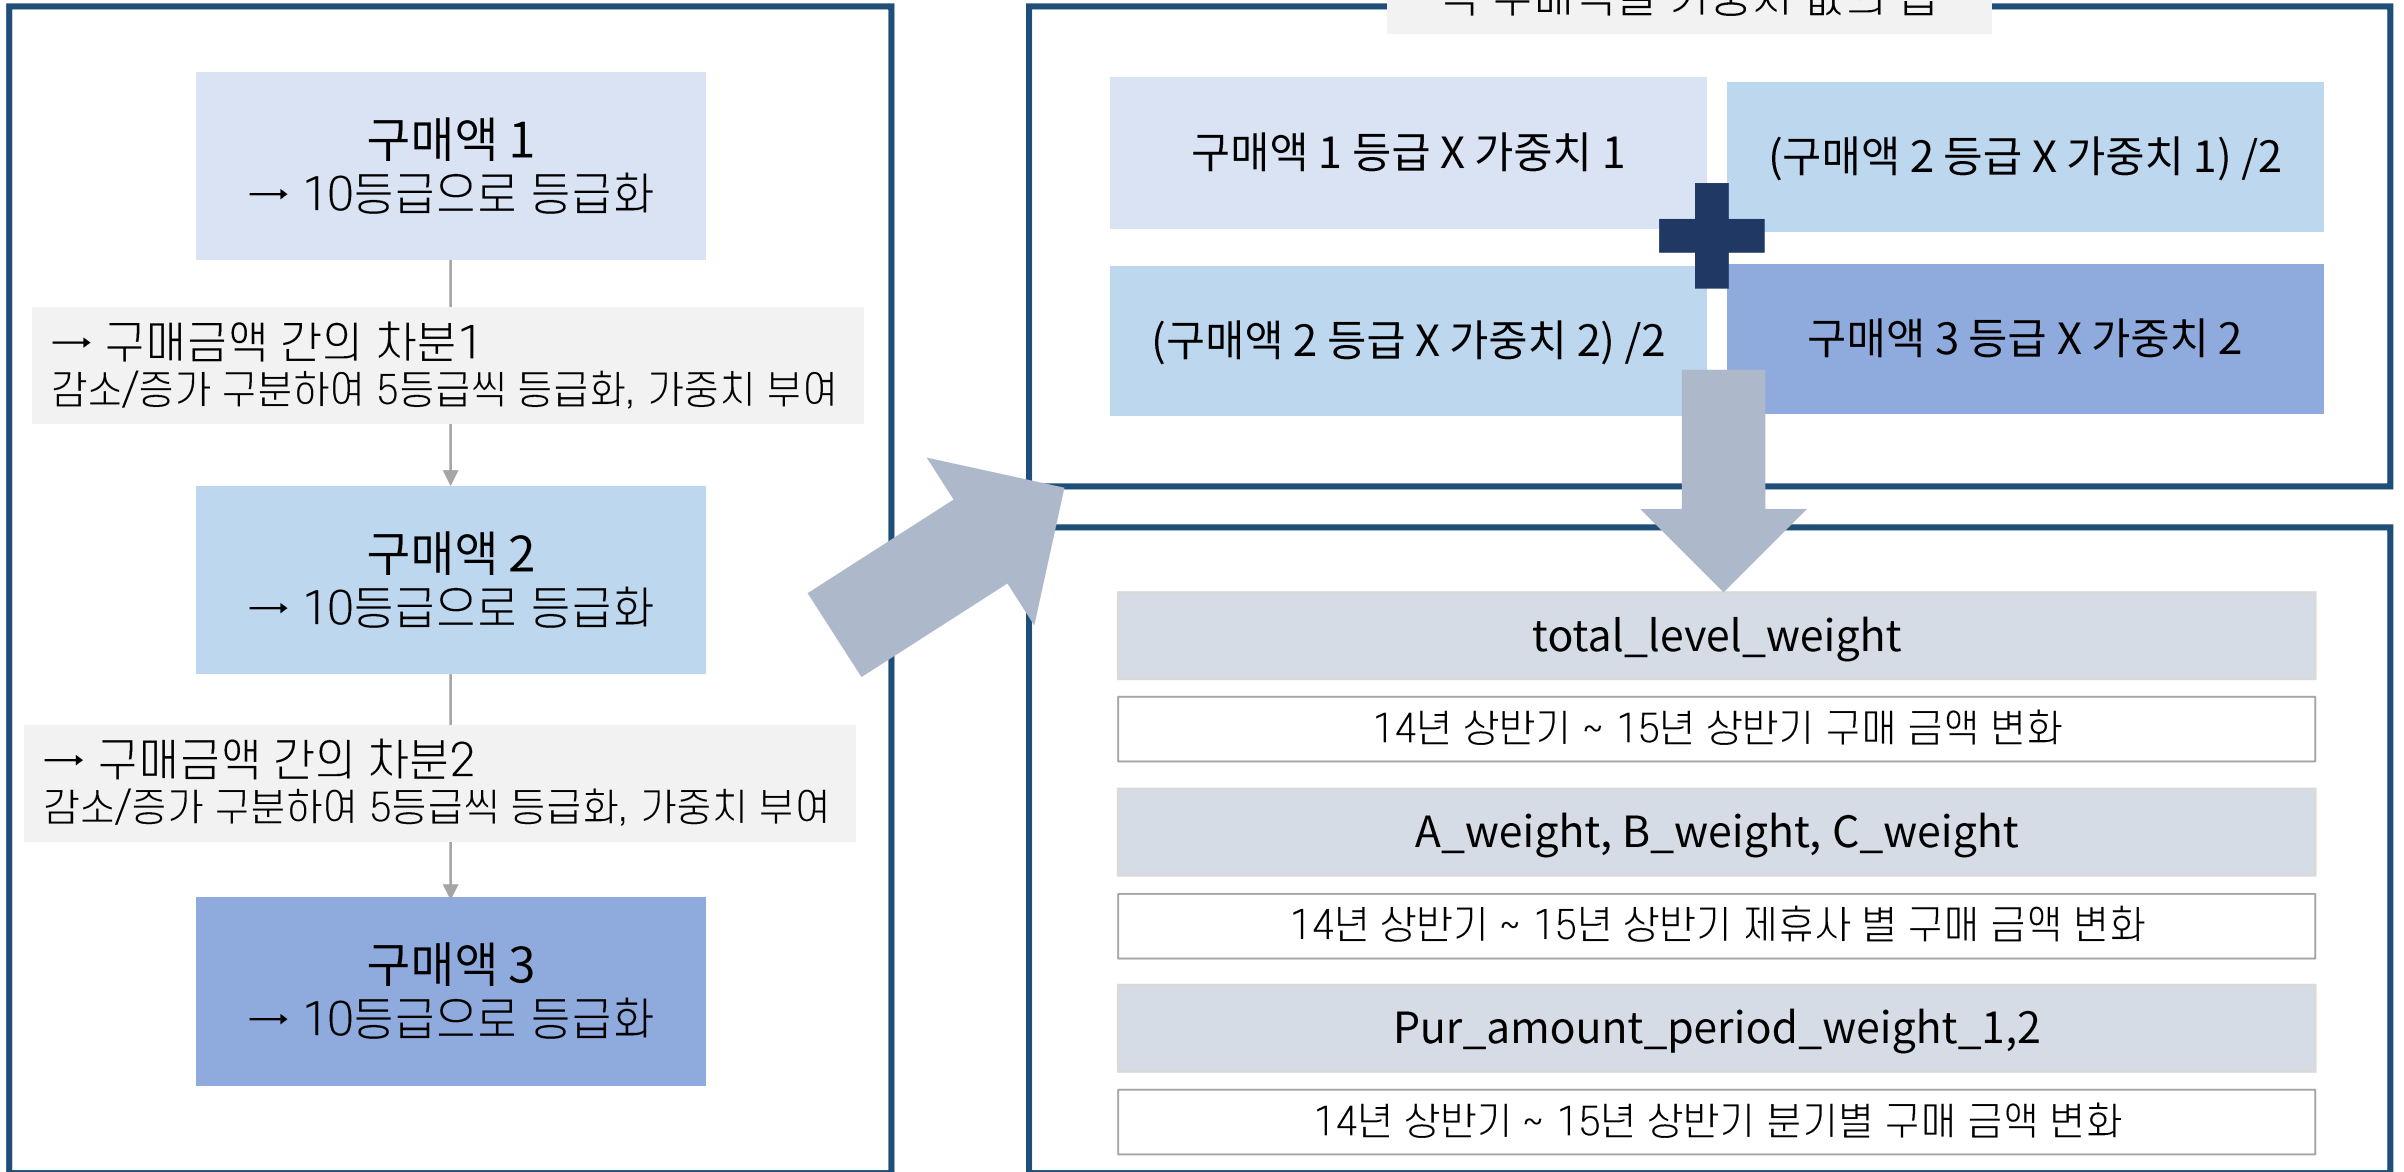 구매액 1
→ 10등급으로 등급화
→ 구매금액 간의 차분1
감소/증가 구분하여 5등급씩 등급화, 가중치 부여
구매액 2
→ 10등급으로 등급화
→ 구매금액 간의 차분2
감소/증가 구분하여 5등급씩 등급화, 가중치 부여
구매액 3
→ 10등급으로 등급화
구매액 1 등급 X 가중치 1
(구매액 2 등급 X 가중치 1) /2
(구매액 2 등급 X 가중치 2) /2
구매액 3 등급 X 가중치 2
total_level_weight
14년 상반기 ~ 15년 상반기 구매 금액 변화
A_weight, B_weight, C_weight
14년 상반기 ~ 15년 상반기 제휴사 별 구매 금액 변화
Pur_amount_period_weight_1,2
14년 상반기 ~ 15년 상반기 분기별 구매 금액 변화